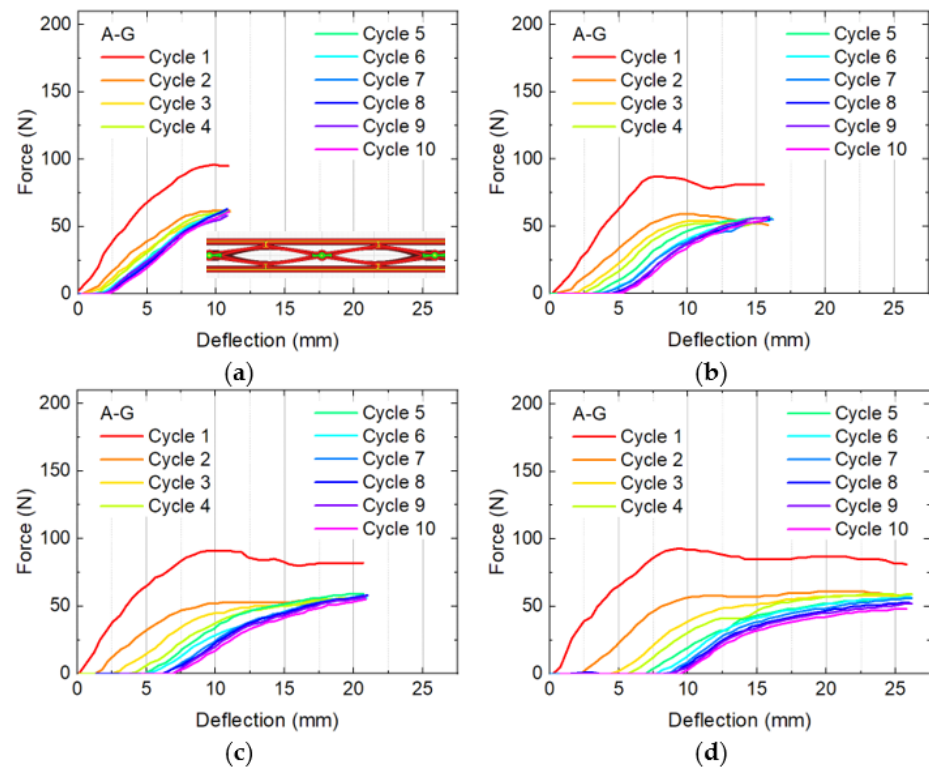 200
150
100
50
0
Force (N)
A-G
Cycle 1
Cycle 2
Cycle 3
Cycle 4
Cycle 5
Cycle 6
Cycle 7
Cycle 8
Cycle 9
Cycle 10
0 5 10 15 20 25
Deflection (mm)
(a)
200
150
100
50
0
Force (N)
A-G
Cycle 1
Cycle 2
Cycle 3
Cycle 4
Cycle 5
Cycle 6
Cycle 7
Cycle 8
Cycle 9
Cycle 10
0 5 10 15 20 25
Deflection (mm)
(b)
200
150
100
50
0
Force (N)
A-G
Cycle 1
Cycle 2
Cycle 3
Cycle 4
Cycle 5
Cycle 6
Cycle 7
Cycle 8
Cycle 9
Cycle 10
0 5 10 15 20 25
Deflection (mm)
(c)
200
150
100
50
0
Force (N)
A-G
Cycle 1
Cycle 2
Cycle 3
Cycle 4
Cycle 5
Cycle 6
Cycle 7
Cycle 8
Cycle 9
Cycle 10
0 5 10 15 20 25
Deflection (mm)
(d)